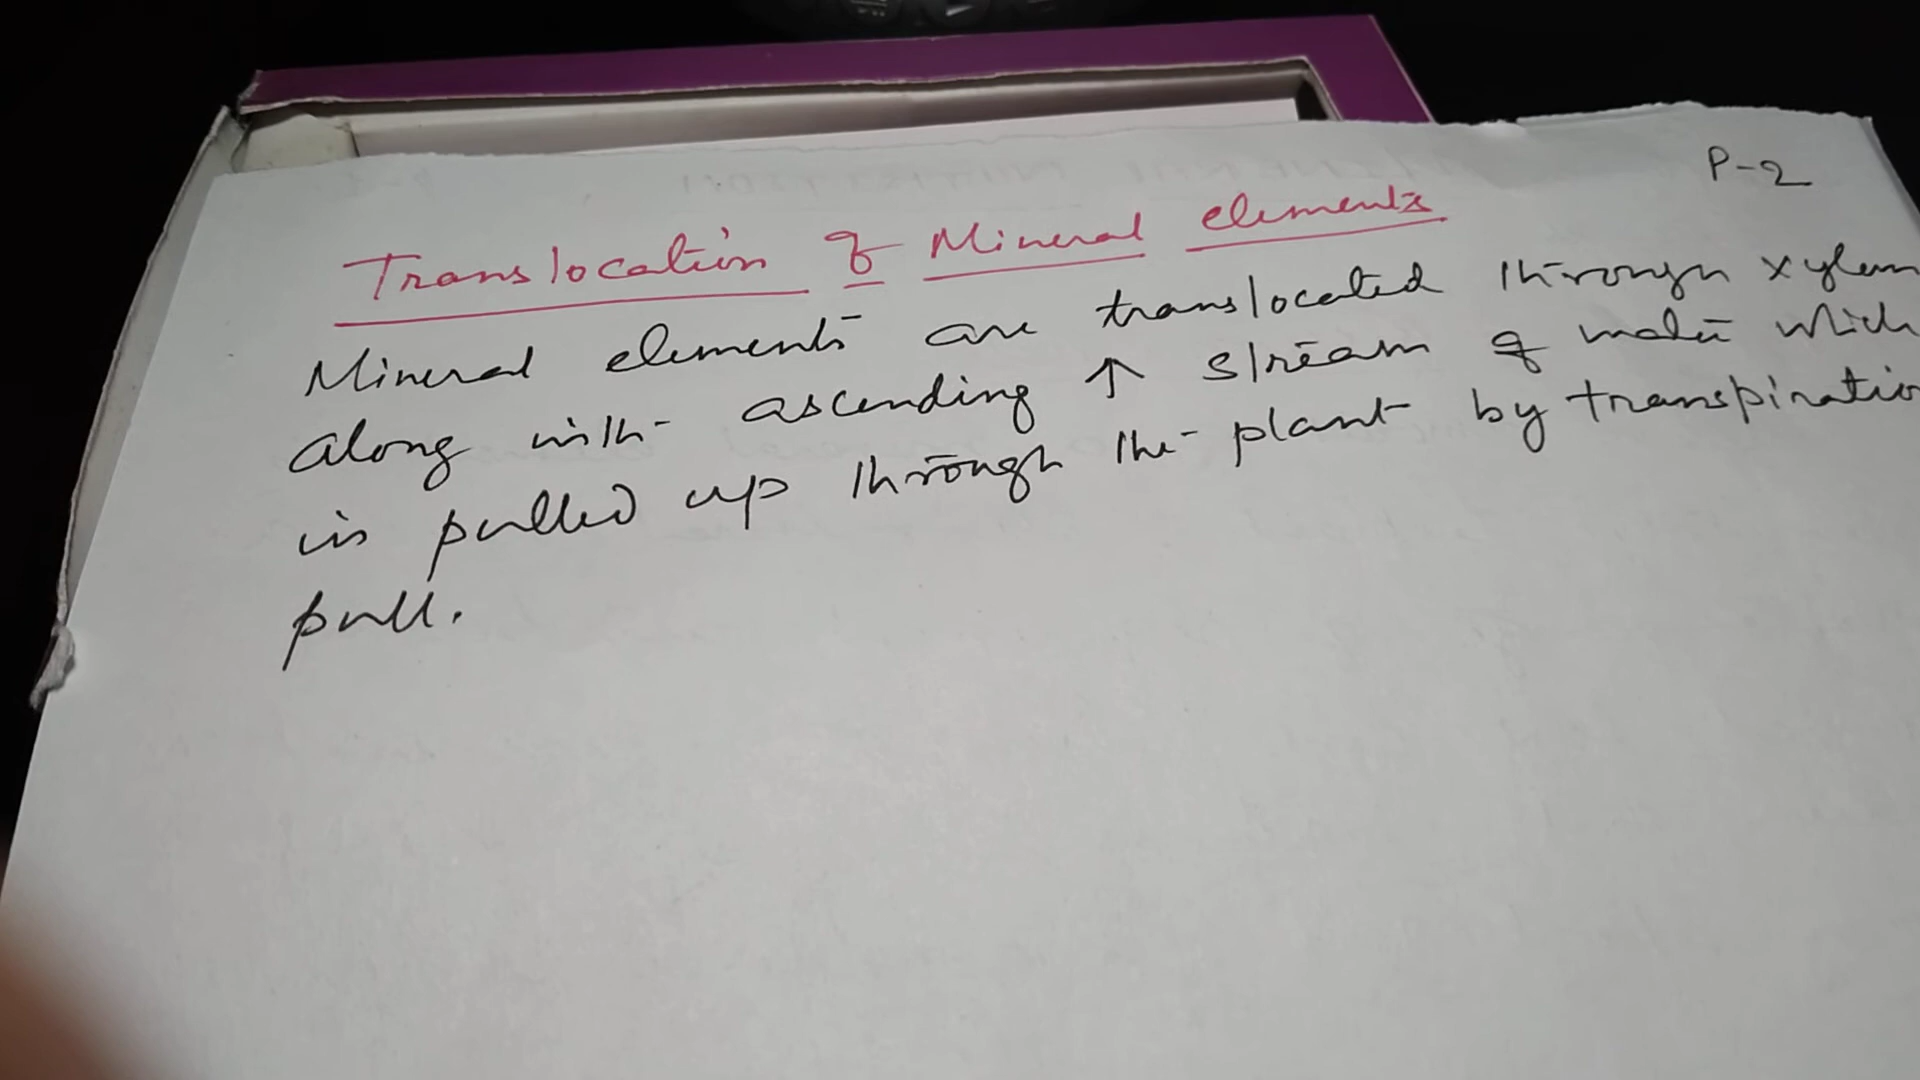 P-2
Translocation of Mineral elements
Mineral elements are translocated through xylem
along with ascending ↑ stream of water which
is pulled up through the plant by transpiration
pull.